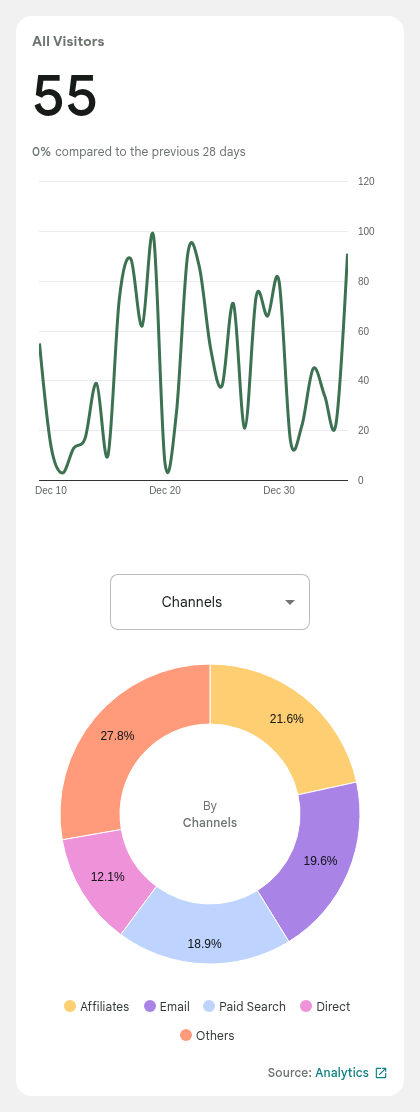 All Visitors
55
0% compared to the previous 28 days
120
100
80
60
40
20
0
Dec 10 Dec 20 Dec 30
Channels
27.8% 21.6%
19.6%
12.1%
18.9%
By
Channels
Affiliates Email Paid Search Direct
Others
Source: Analytics